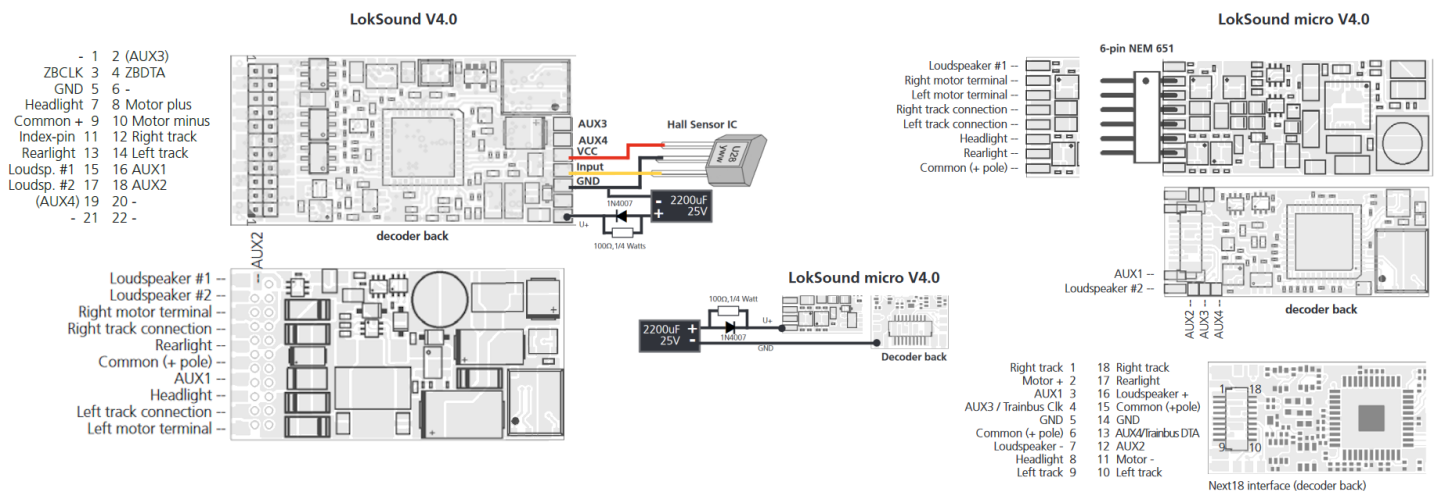 LokSound V4.0
- 1 2 (AUX3)
ZBCLK 3 4 ZBDTA
GND 5 6 -
Headlight 7 8 Motor plus
Common + 9 10 Motor minus
Index-pin 11 12 Right track
Rearlight 13 14 Left track
Loudsp. #1 15 16 AUX1
Loudsp. #2 17 18 AUX2
(AUX4) 19 20 -
- 21 22 -
AUX3
AUX4
VCC
Input
GND
U+
Hall Sensor IC
U28
yww
- 2200uF
+ 25V
1N4007
100Ω,1/4 Watts
decoder back
AUX2 --
Loudspeaker #1 --
Loudspeaker #2 --
Right motor terminal --
Right track connection --
Rearlight --
Common (+ pole) --
AUX1 --
Headlight --
Left track connection --
Left motor terminal --
LokSound micro V4.0
100Ω,1/4 Watt
U+
2200uF +
25V -
1N4007
GND
Decoder back
LokSound micro V4.0
6-pin NEM 651
Loudspeaker #1 --
Right motor terminal --
Left motor terminal --
Right track connection --
Left track connection --
Headlight --
Rearlight --
Common (+ pole) --
AUX1 --
Loudspeaker #2 --
AUX2 --
AUX3 --
AUX4 --
decoder back
Right track 1 18 Right track
Motor + 2 17 Rearlight
AUX1 3 16 Loudspeaker +
AUX3 / Trainbus Clk 4 15 Common (+pole)
GND 5 14 GND
Common (+ pole) 6 13 AUX4/Trainbus DTA
Loudspeaker - 7 12 AUX2
Headlight 8 11 Motor -
Left track 9 10 Left track
1 18
9 10
Next18 interface (decoder back)